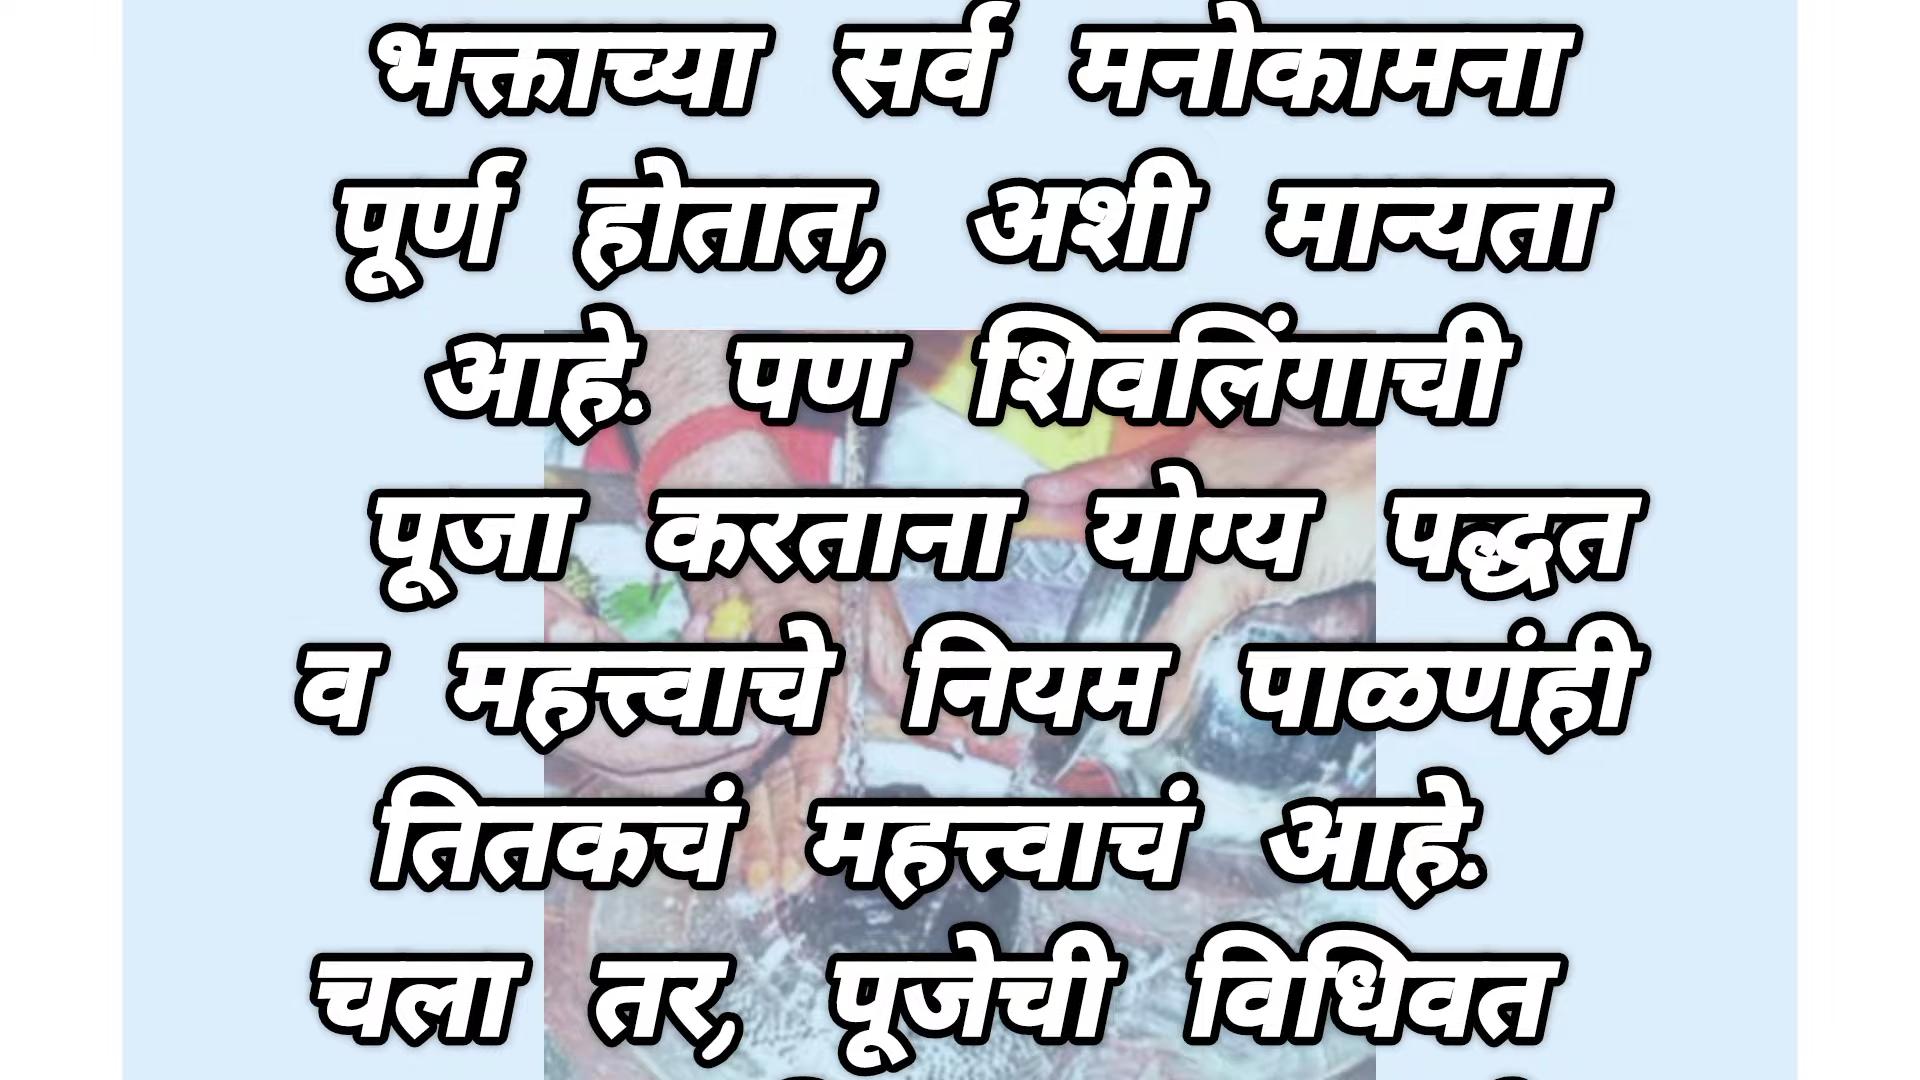 भक्ताच्या सर्व मनोकामना
पूर्ण होतात, अशी मान्यता
आहे. पण शिवलिंगाची
पूजा करताना योग्य पद्धत
व महत्त्वाचे नियम पाळणंही
तितकचं महत्त्वाचं आहे.
चला तर, पूजेची विधिवत